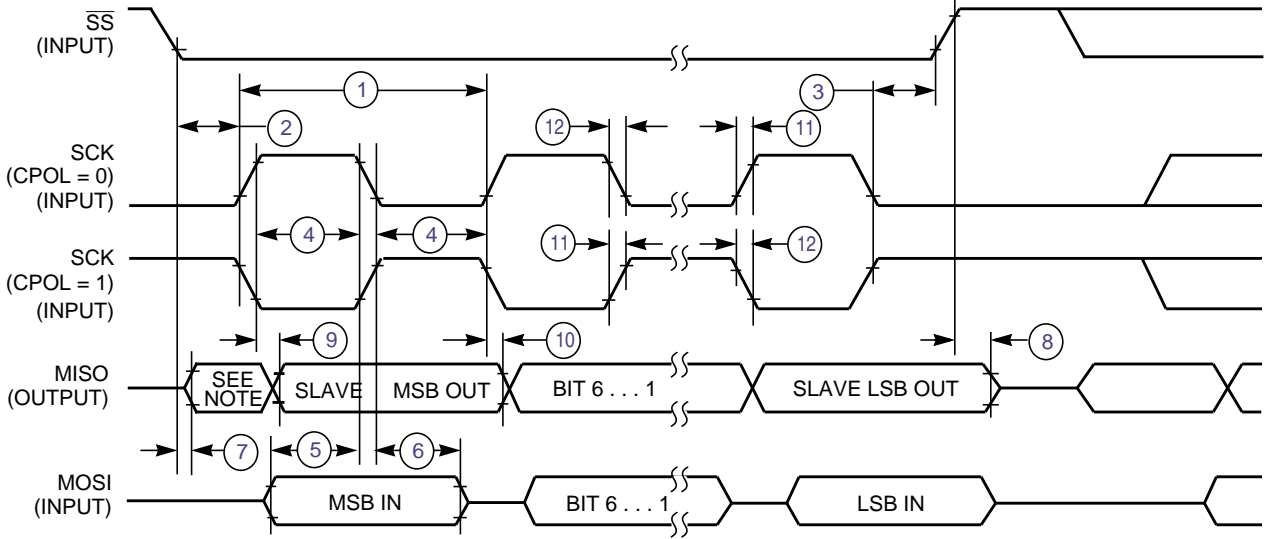 SS
(INPUT)
1
3
2
12
11
SCK
(CPOL = 0)
(INPUT)
4
4
11
12
SCK
(CPOL = 1)
(INPUT)
9
10
8
MISO
(OUTPUT)
SEE
NOTE
SLAVE
MSB OUT
BIT 6 . . . 1
SLAVE LSB OUT
7
5
6
MOSI
(INPUT)
MSB IN
BIT 6 . . . 1
LSB IN